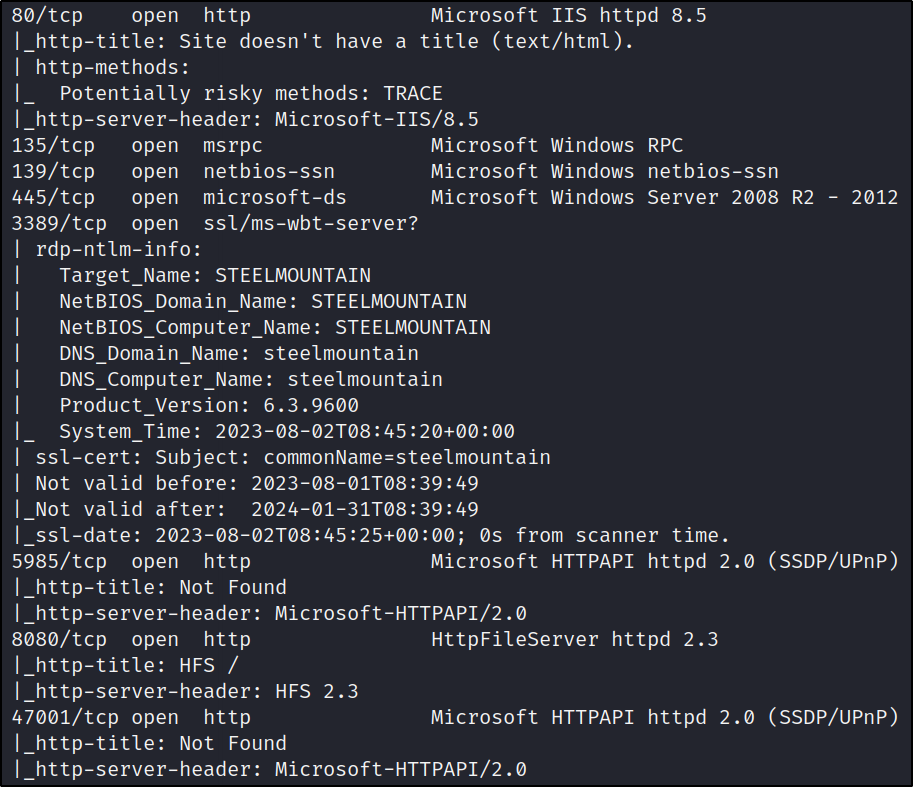 80/tcp    open  http               Microsoft IIS httpd 8.5
|_http-title: Site doesn't have a title (text/html).
| http-methods:
|_  Potentially risky methods: TRACE
|_http-server-header: Microsoft-IIS/8.5
135/tcp   open  msrpc              Microsoft Windows RPC
139/tcp   open  netbios-ssn        Microsoft Windows netbios-ssn
445/tcp   open  microsoft-ds       Microsoft Windows Server 2008 R2 - 2012
3389/tcp  open  ssl/ms-wbt-server?
| rdp-ntlm-info:
|   Target_Name: STEELMOUNTAIN
|   NetBIOS_Domain_Name: STEELMOUNTAIN
|   NetBIOS_Computer_Name: STEELMOUNTAIN
|   DNS_Domain_Name: steelmountain
|   DNS_Computer_Name: steelmountain
|   Product_Version: 6.3.9600
|_  System_Time: 2023-08-02T08:45:20+00:00
| ssl-cert: Subject: commonName=steelmountain
| Not valid before: 2023-08-01T08:39:49
|_Not valid after:  2024-01-31T08:39:49
|_ssl-date: 2023-08-02T08:45:25+00:00; 0s from scanner time.
5985/tcp  open  http               Microsoft HTTPAPI httpd 2.0 (SSDP/UPnP)
|_http-title: Not Found
|_http-server-header: Microsoft-HTTPAPI/2.0
8080/tcp  open  http               HttpFileServer httpd 2.3
|_http-title: HFS /
|_http-server-header: HFS 2.3
47001/tcp open  http               Microsoft HTTPAPI httpd 2.0 (SSDP/UPnP)
|_http-title: Not Found
|_http-server-header: Microsoft-HTTPAPI/2.0